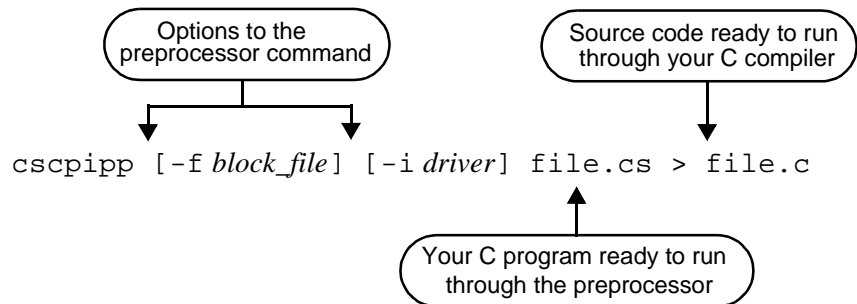 Options to the
preprocessor command
Source code ready to run
through your C compiler
cscpipp [-f block_file] [-i driver] file.cs > file.c
Your C program ready to run
through the preprocessor